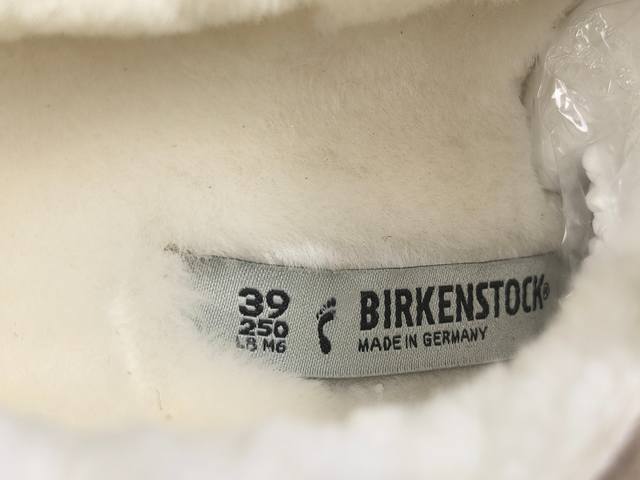 39
250
L8 M6
BIRKENSTOCK®
MADE IN GERMANY